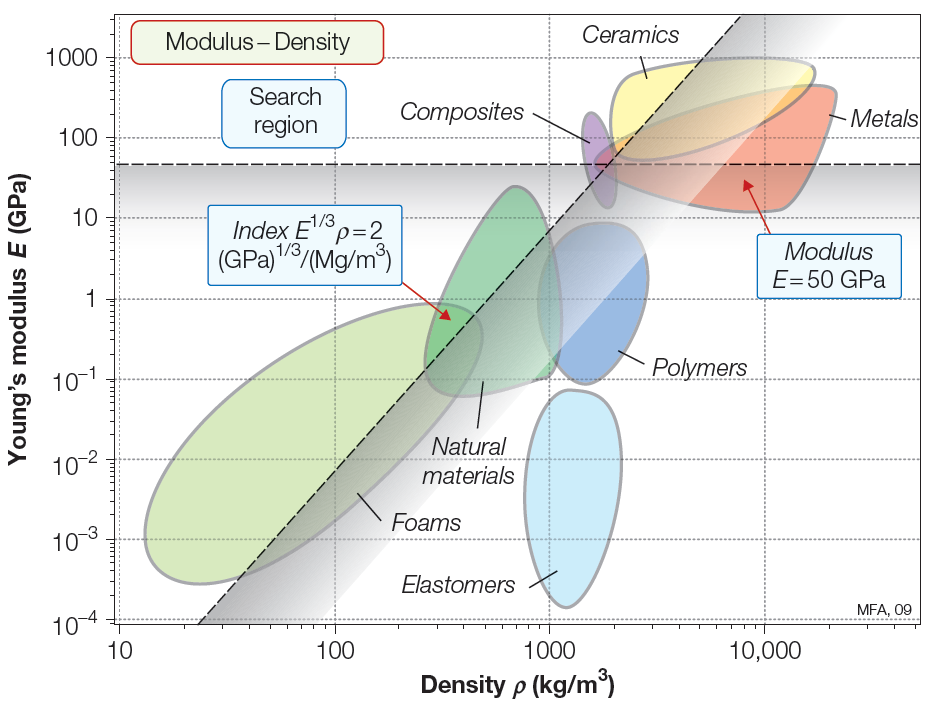 Modulus – Density
Search
region
Ceramics
Composites
Metals
Index E^1/3ρ=2
(GPa)^1/3/(Mg/m^3)
Modulus
E=50 GPa
Polymers
Natural
materials
Foams
Elastomers
MFA, 09
Young's modulus E (GPa)
1000
100
10
1
10^−1
10^−2
10^−3
10^−4
10
100
1000
10,000
Density ρ (kg/m^3)